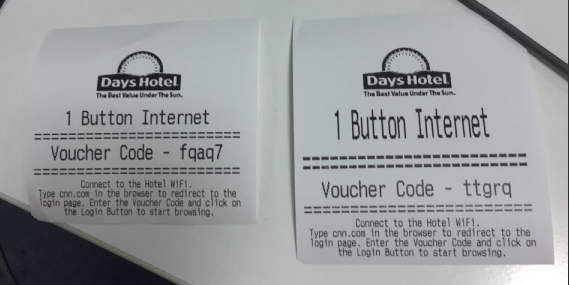 Days Hotel
The Best Value Under The Sun.
1 Button Internet
========================
Voucher Code - fqaq7
========================
Connect to the Hotel WiFi.
Type cnn.com in the browser to redirect to the
login page. Enter the Voucher Code and click on
the Login Button to start browsing.
Days Hotel
The Best Value Under The Sun.
1 Button Internet
========================
Voucher Code - ttgrq
========================
Connect to the Hotel WiFi.
Type cnn.com in the browser to redirect to the
login page. Enter the Voucher Code and click on
the Login Button to start browsing.